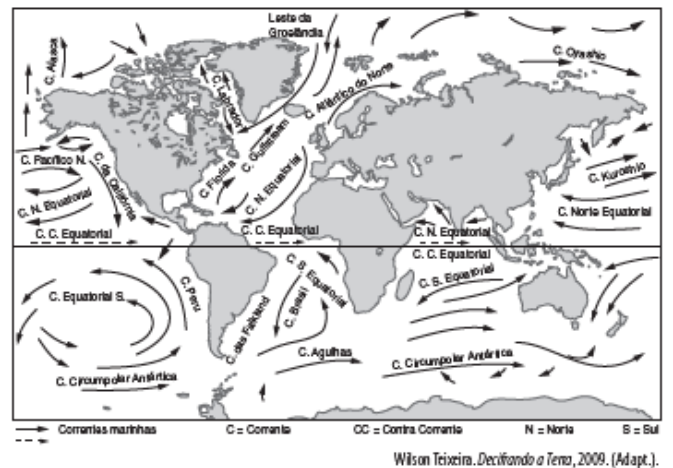 Leste da
Groelândia
C. Alasca
C. Oyashio
C. Labrador
C. Atlântico do Norte
C. Gulfstream
C. Pacífico N.
C. da Califórnia
C. Flórida
C. N. Equatorial
C. Kuroshio
C. N. Equatorial
C. Norte Equatorial
C. C. Equatorial
C. C. Equatorial
C. N. Equatorial
C. C. Equatorial
C. S. Equatorial
C. S. Equatorial
C. Equatorial S.
C. Peru
C. Brasil
C. das Falkland
C. Agulhas
C. Circumpolar Antártica
C. Circumpolar Antártica
Correntes marinhas C = Corrente CC = Contra Corrente N = Norte S = Sul
Wilson Teixeira. Decifrando a Terra, 2009. (Adapt.).